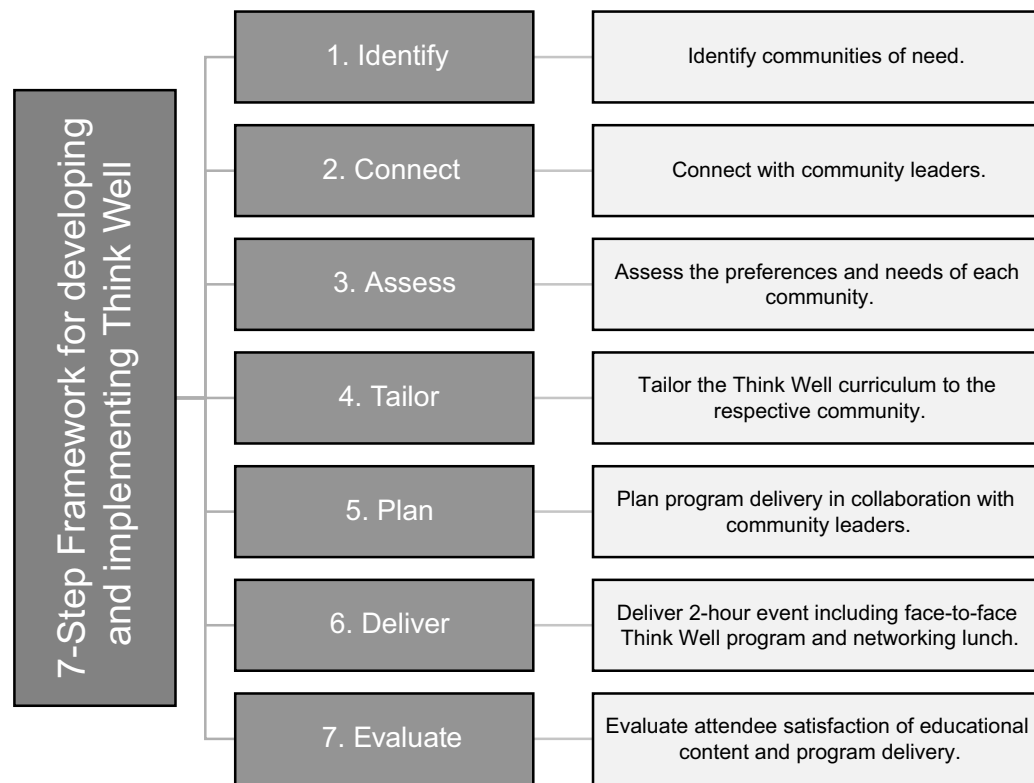 7-Step Framework for developing
and implementing Think Well
1. Identify
Identify communities of need.
2. Connect
Connect with community leaders.
3. Assess
Assess the preferences and needs of each
community.
4. Tailor
Tailor the Think Well curriculum to the
respective community.
5. Plan
Plan program delivery in collaboration with
community leaders.
6. Deliver
Deliver 2-hour event including face-to-face
Think Well program and networking lunch.
7. Evaluate
Evaluate attendee satisfaction of educational
content and program delivery.